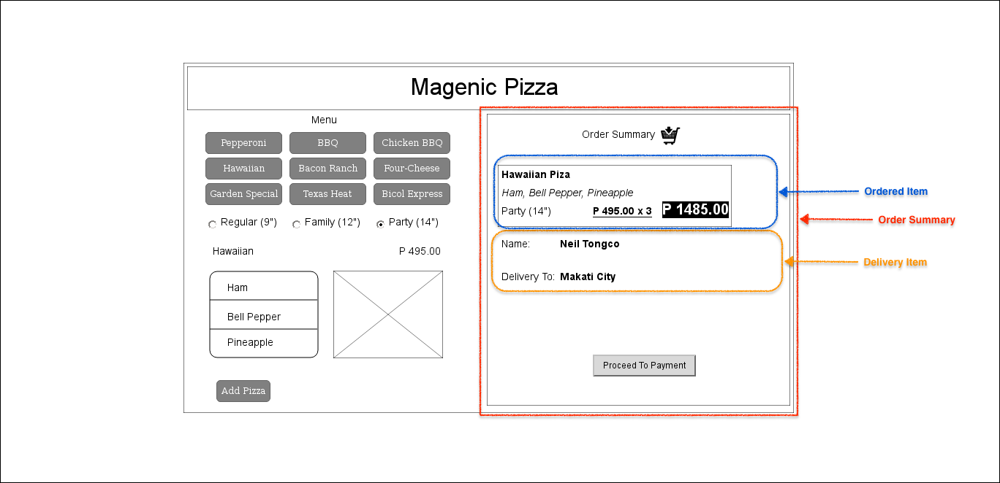 Magenic Pizza
Menu
Pepperoni BBQ Chicken BBQ
Hawaiian Bacon Ranch Four-Cheese
Garden Special Texas Heat Bicol Express
Regular (9") Family (12") Party (14")
Hawaiian P 495.00
Ham
Bell Pepper
Pineapple
Add Pizza
Order Summary
Hawaiian Piza
Ham, Bell Pepper, Pineapple
Party (14") P 495.00 x 3 P 1485.00
Name: Neil Tongco
Delivery To: Makati City
Proceed To Payment
Ordered Item
Order Summary
Delivery Item